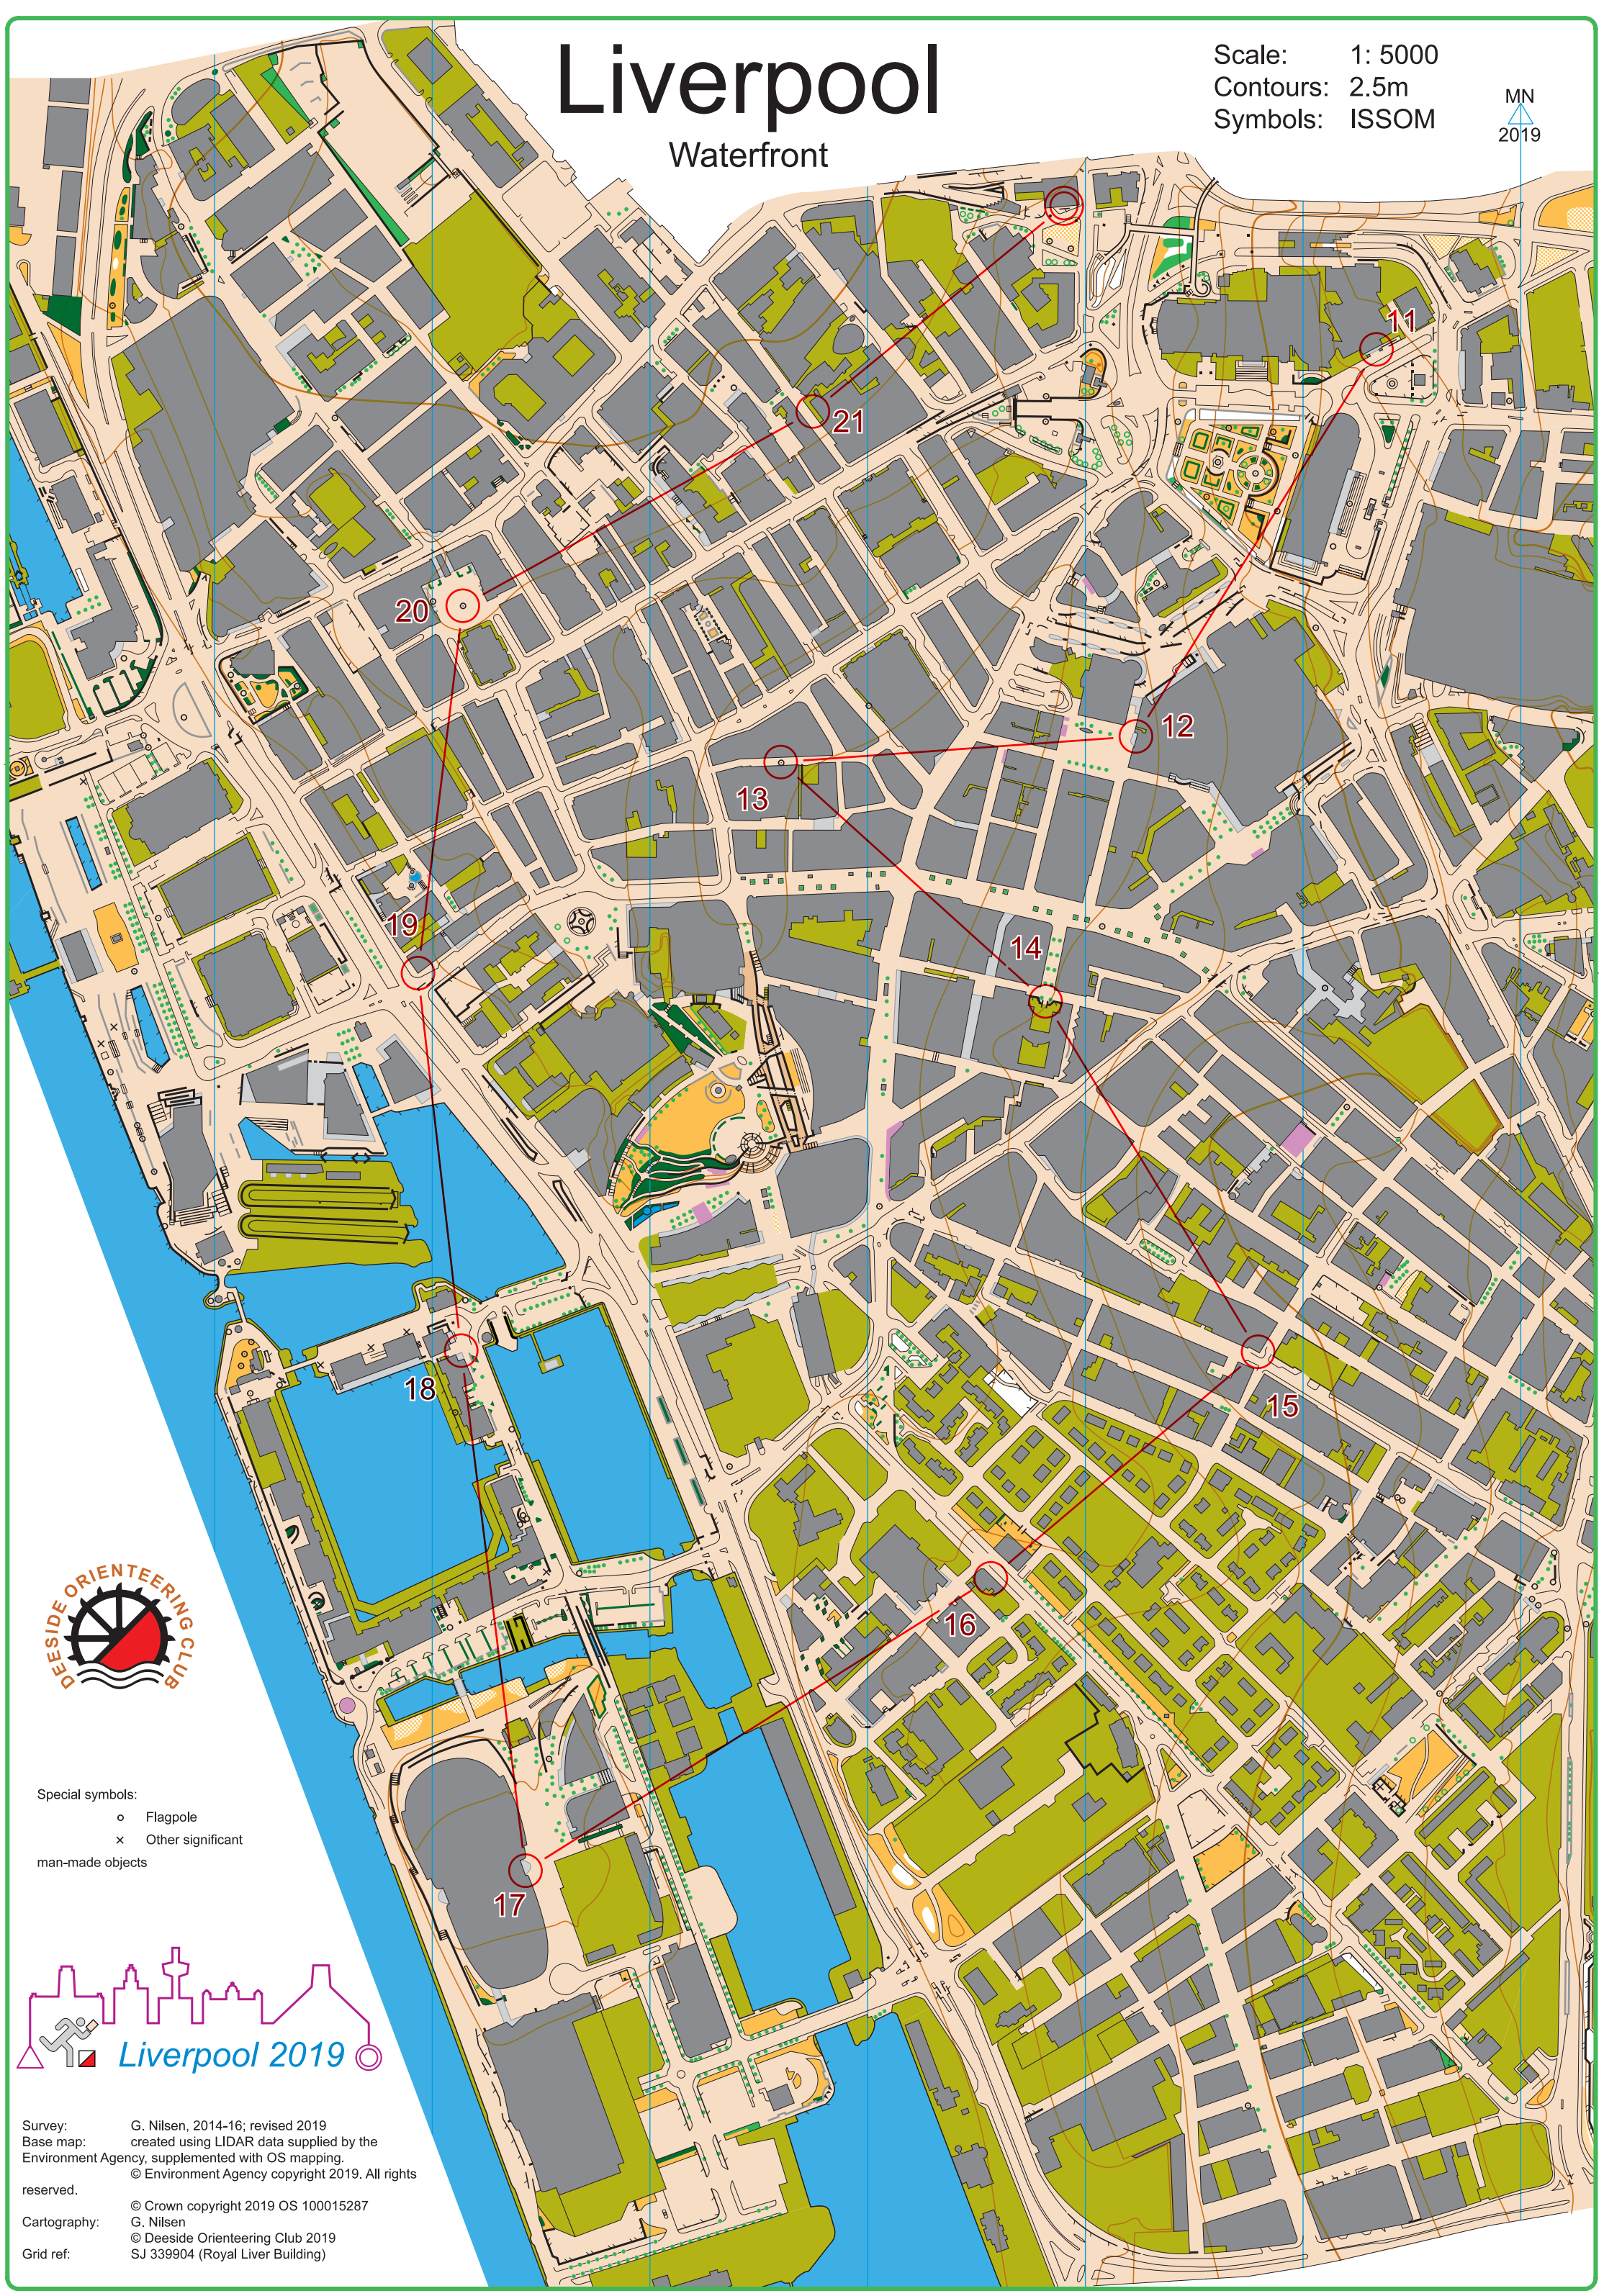 Liverpool
Waterfront
Scale: 1: 5000
Contours: 2.5m
Symbols: ISSOM
MN
2019
11
21
20
12
13
19
14
18
15
16
17
DEESIDE ORIENTEERING CLUB
Special symbols:
Flagpole
Other significant
man-made objects
Liverpool 2019
Survey: G. Nilsen, 2014-16; revised 2019
Base map: created using LIDAR data supplied by the
Environment Agency, supplemented with OS mapping.
© Environment Agency copyright 2019. All rights
reserved.
© Crown copyright 2019 OS 100015287
Cartography: G. Nilsen
© Deeside Orienteering Club 2019
Grid ref: SJ 339904 (Royal Liver Building)